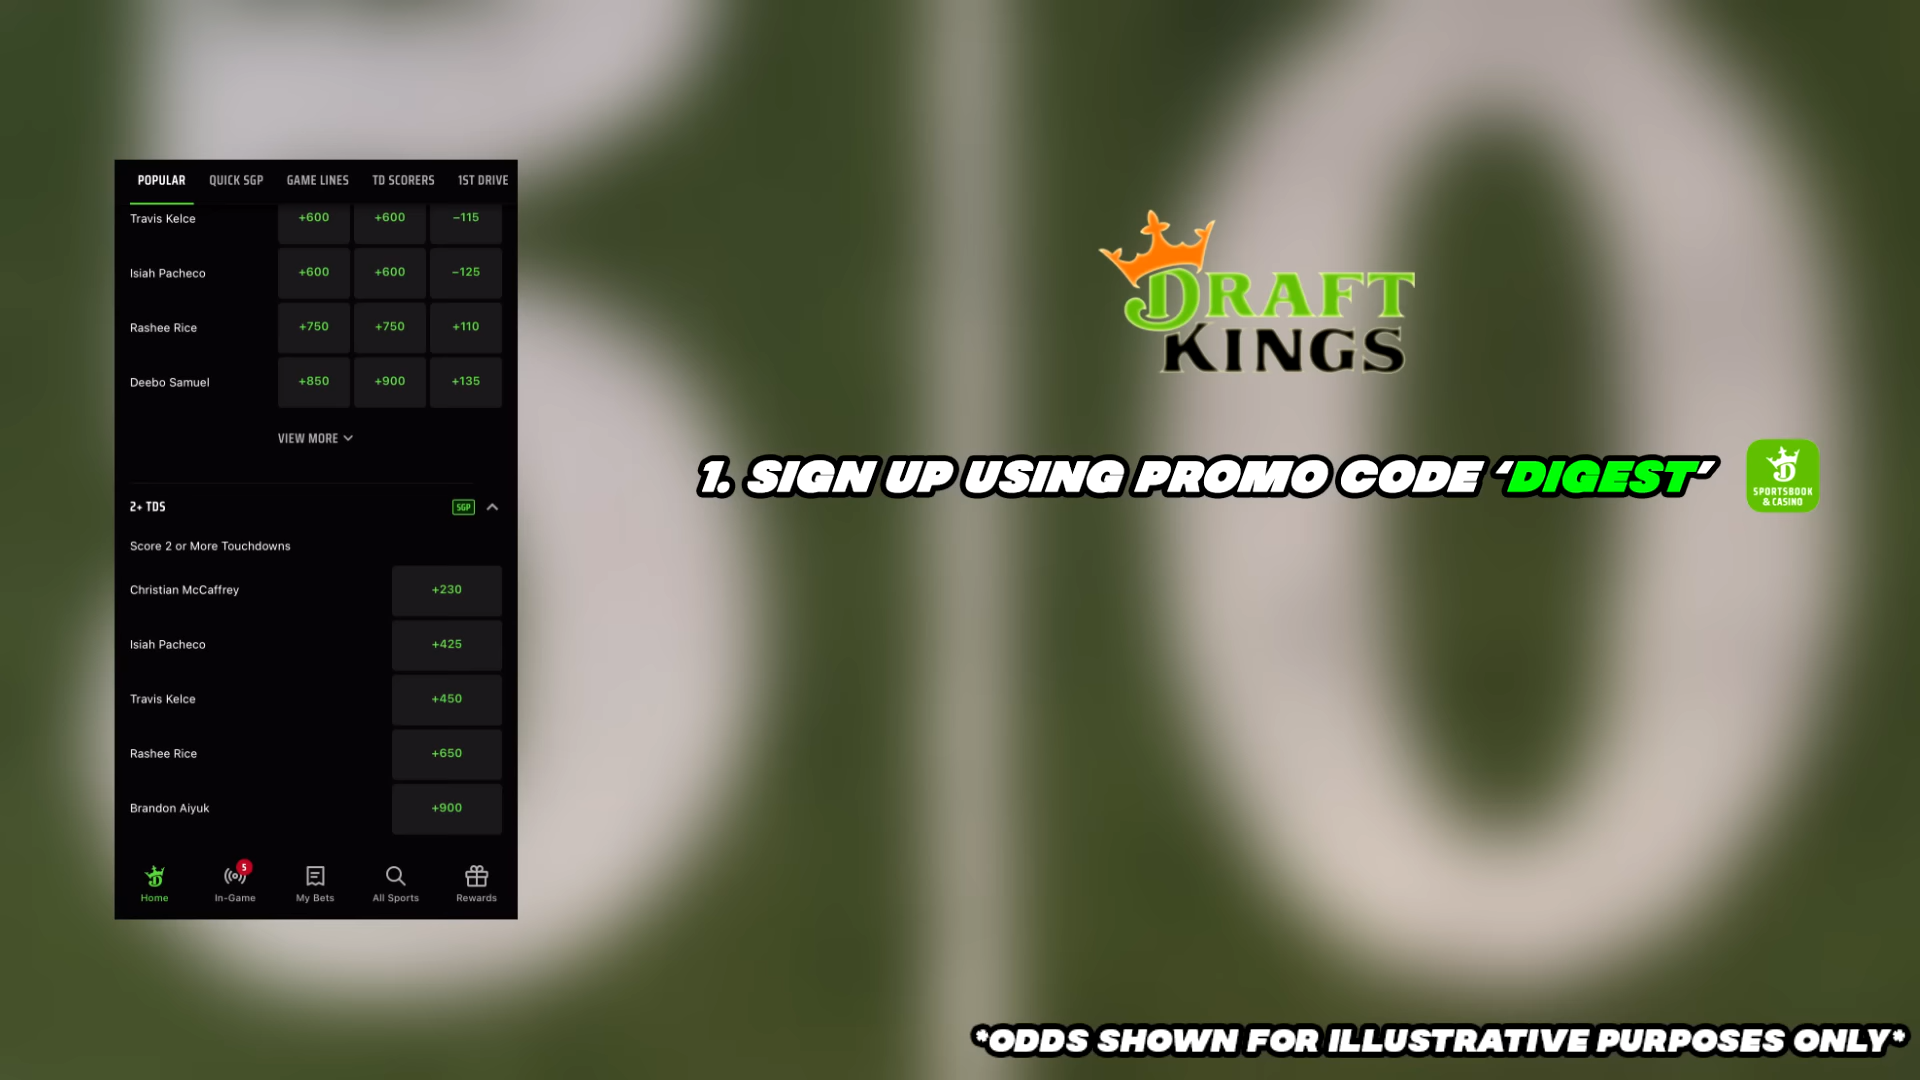 POPULAR QUICK SGP GAME LINES TD SCORERS 1ST DRIVE
Travis Kelce +600 +600 −115
Isiah Pacheco +600 +600 −125
Rashee Rice +750 +750 +110
Deebo Samuel +850 +900 +135
VIEW MORE
2+ TDS SGP
Score 2 or More Touchdowns
Christian McCaffrey +230
Isiah Pacheco +425
Travis Kelce +450
Rashee Rice +650
Brandon Aiyuk +900
5
Home In-Game My Bets All Sports Rewards
DRAFT
KINGS
1. SIGN UP USING PROMO CODE ‘DIGEST’
SPORTSBOOK
& CASINO
*ODDS SHOWN FOR ILLUSTRATIVE PURPOSES ONLY*